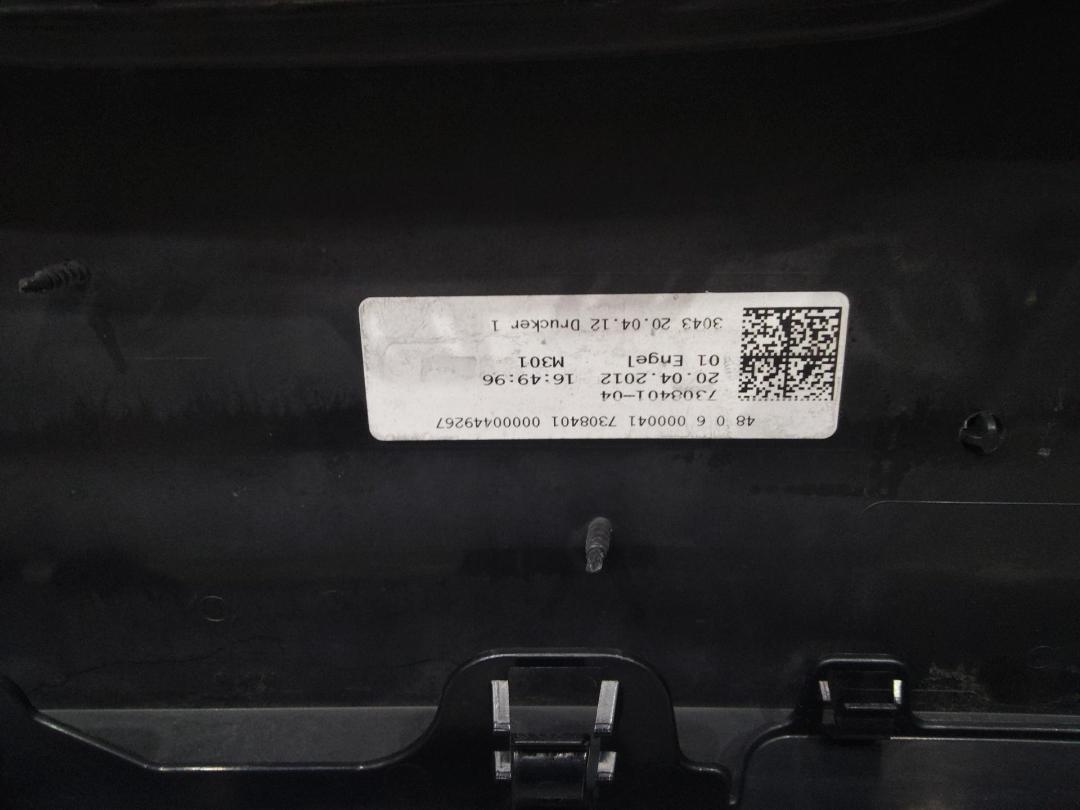 48 0 6 000041 7308401 00000449267
7308401-04
20.04.2012 16:49:96
01 Engel M301
3043 20.04.12 Drucker 1